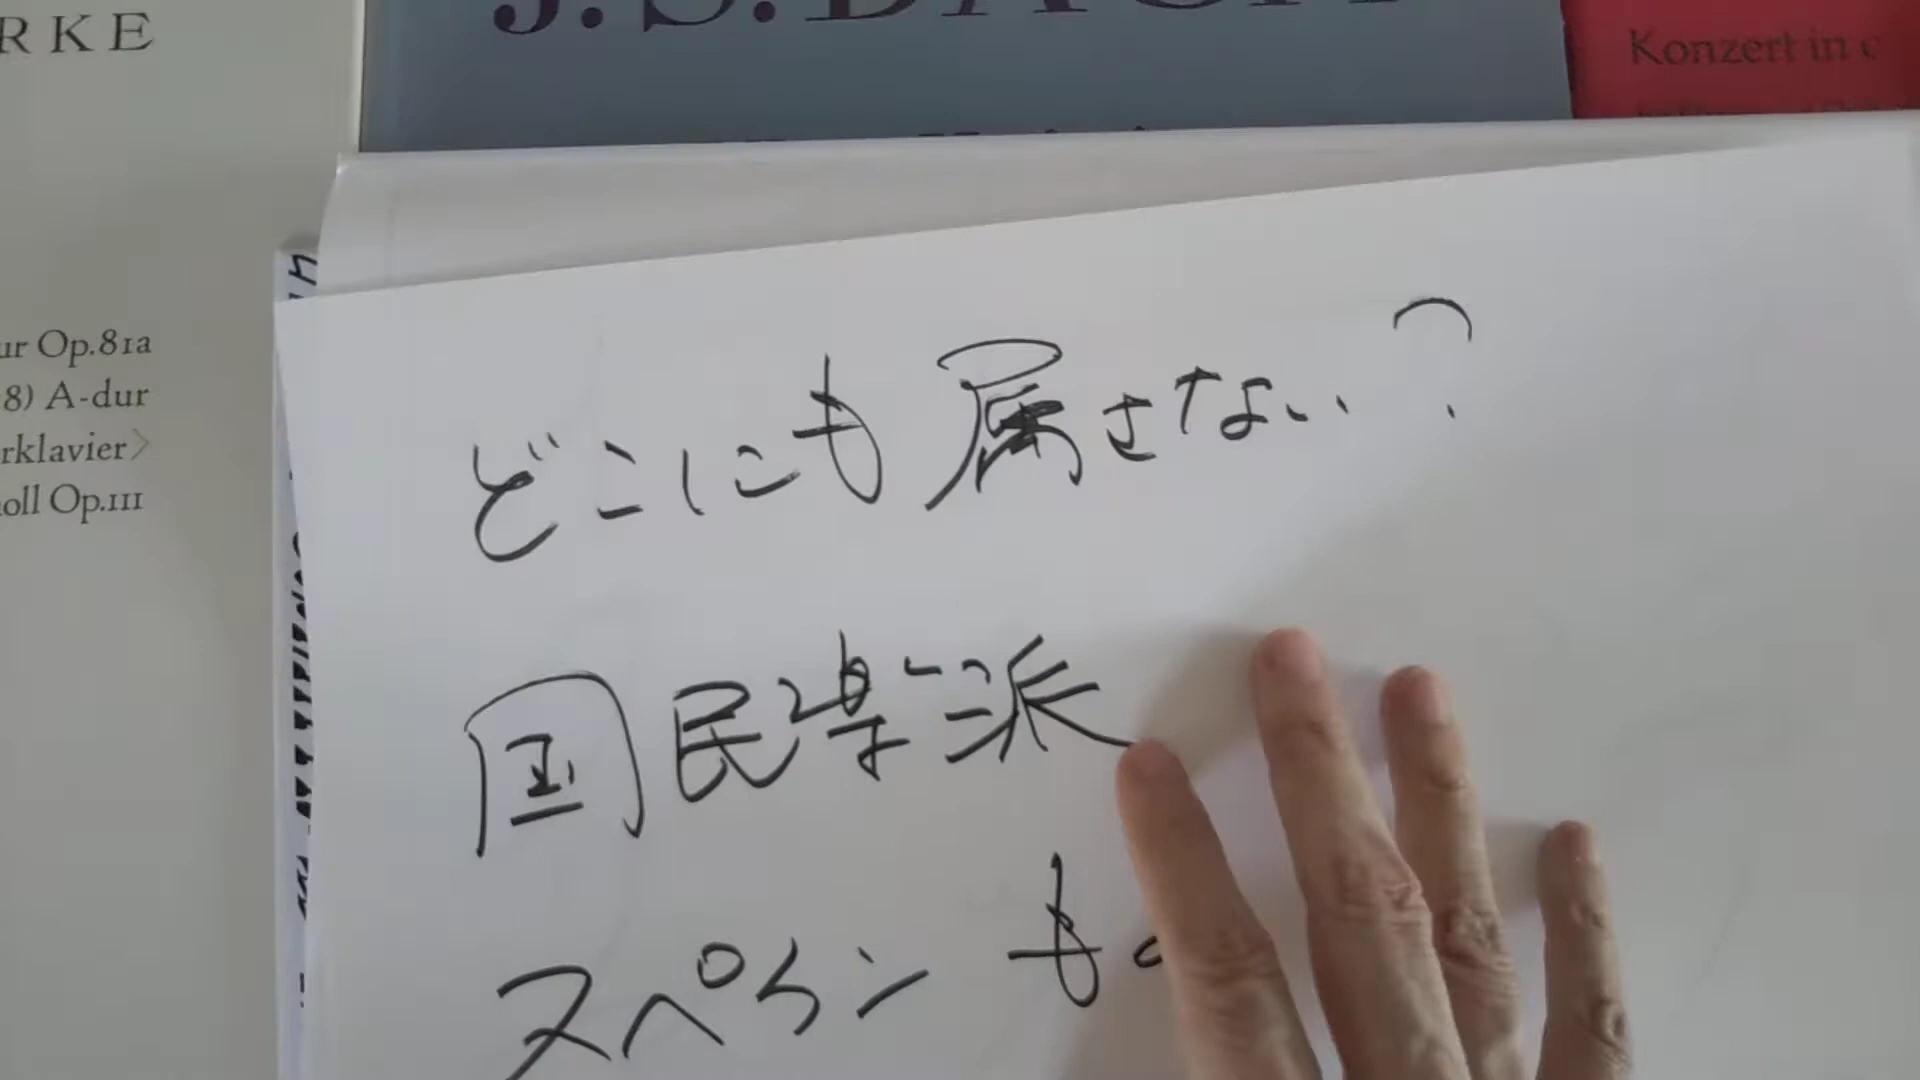 RKE
J.S.BACH
Konzert in c
ur Op.81a
8) A-dur
rklavier〉
oll Op.111
どこにも属さない?
国民楽派
スペインも